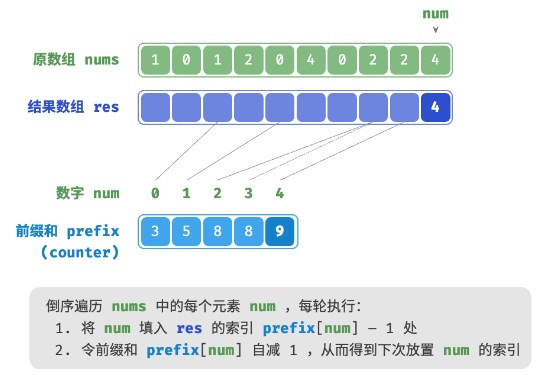 num
原数组 nums 1 0 1 2 0 4 0 2 2 4
结果数组 res 4
数字 num 0 1 2 3 4
前缀和 prefix 3 5 8 8 9
(counter)
倒序遍历 nums 中的每个元素 num ，每轮执行：
1. 将 num 填入 res 的索引 prefix[num] – 1 处
2. 令前缀和 prefix[num] 自减 1 ，从而得到下次放置 num 的索引